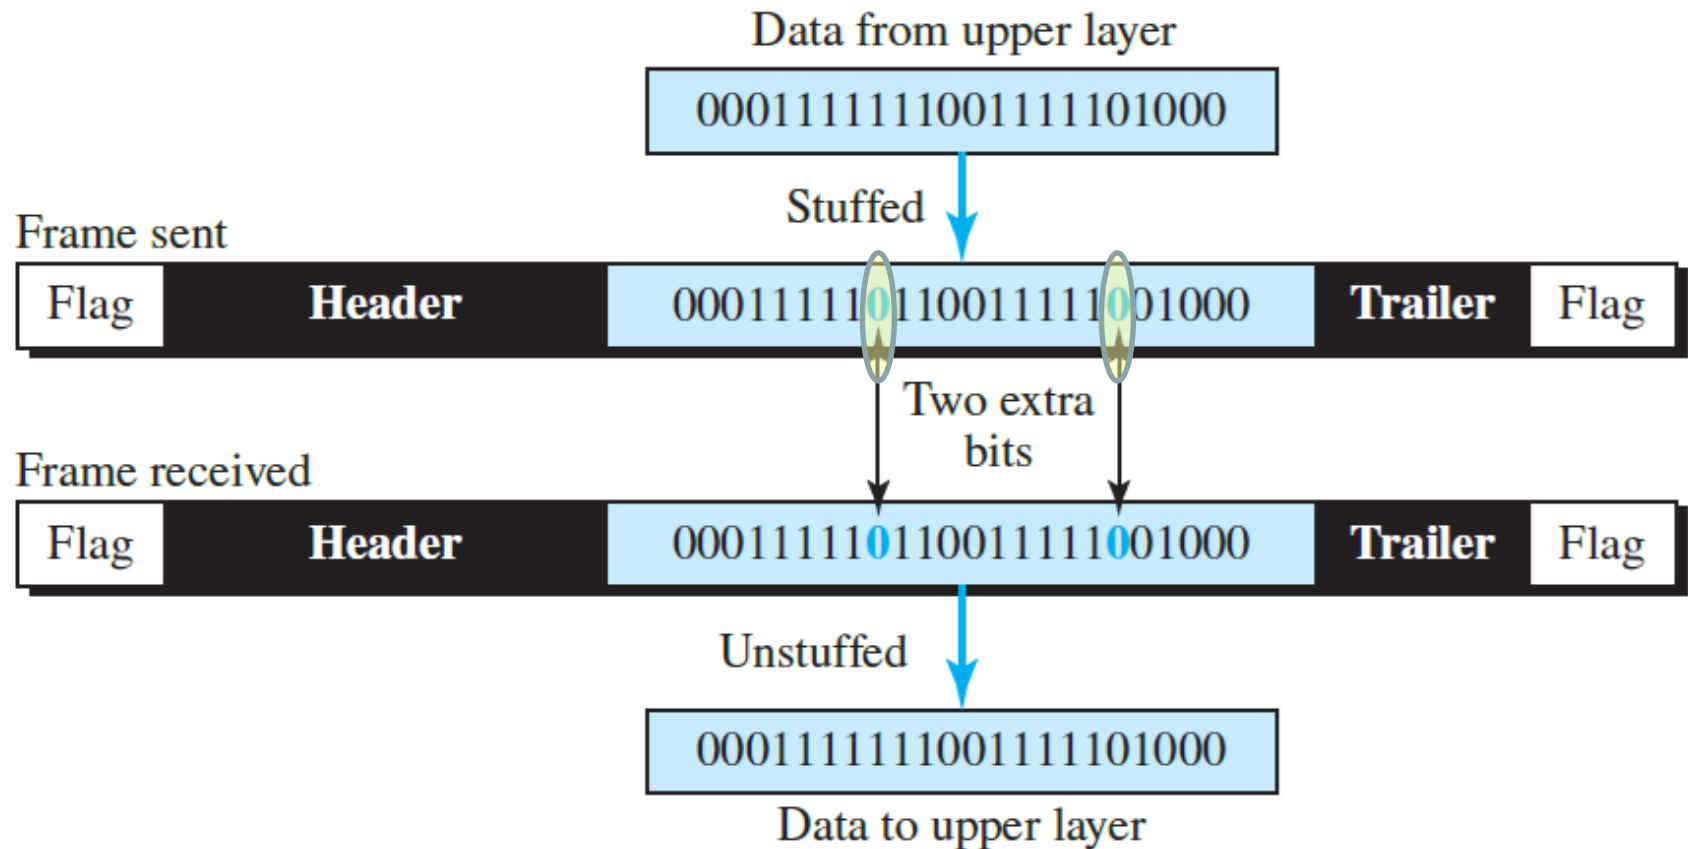 Data from upper layer
0001111111001111101000
Stuffed
Frame sent
Flag Header 000111110110011111001000 Trailer Flag
Two extra
bits
Frame received
Flag Header 000111110110011111001000 Trailer Flag
Unstuffed
0001111111001111101000
Data to upper layer